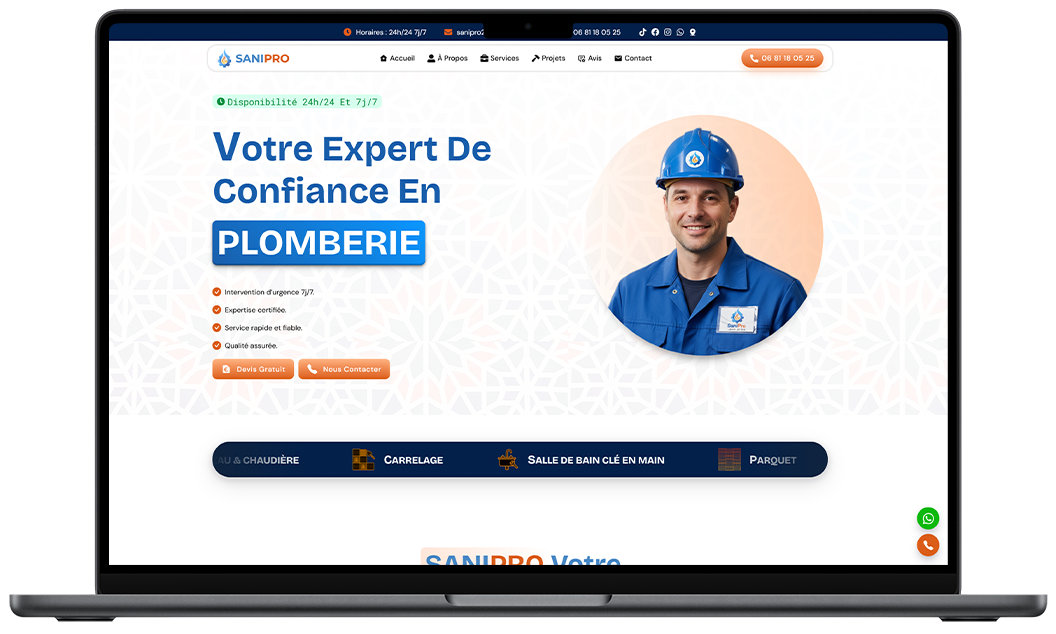 Horaires : 24h/24 7j/7
06 81 18 05 25
SANIPRO
Accueil
À Propos
Services
Projets
Avis
Contact
06 81 18 05 25
Disponibilité 24h/24 Et 7j/7
Votre Expert De
Confiance En
PLOMBERIE
Intervention d'urgence 7j/7.
Expertise certifiée.
Service rapide et fiable.
Qualité assurée.
Devis Gratuit
Nous Contacter
SaniPro
& CHAUDIÈRE
CARRELAGE
SALLE DE BAIN CLÉ EN MAIN
PARQUET
SANIPRO Votre